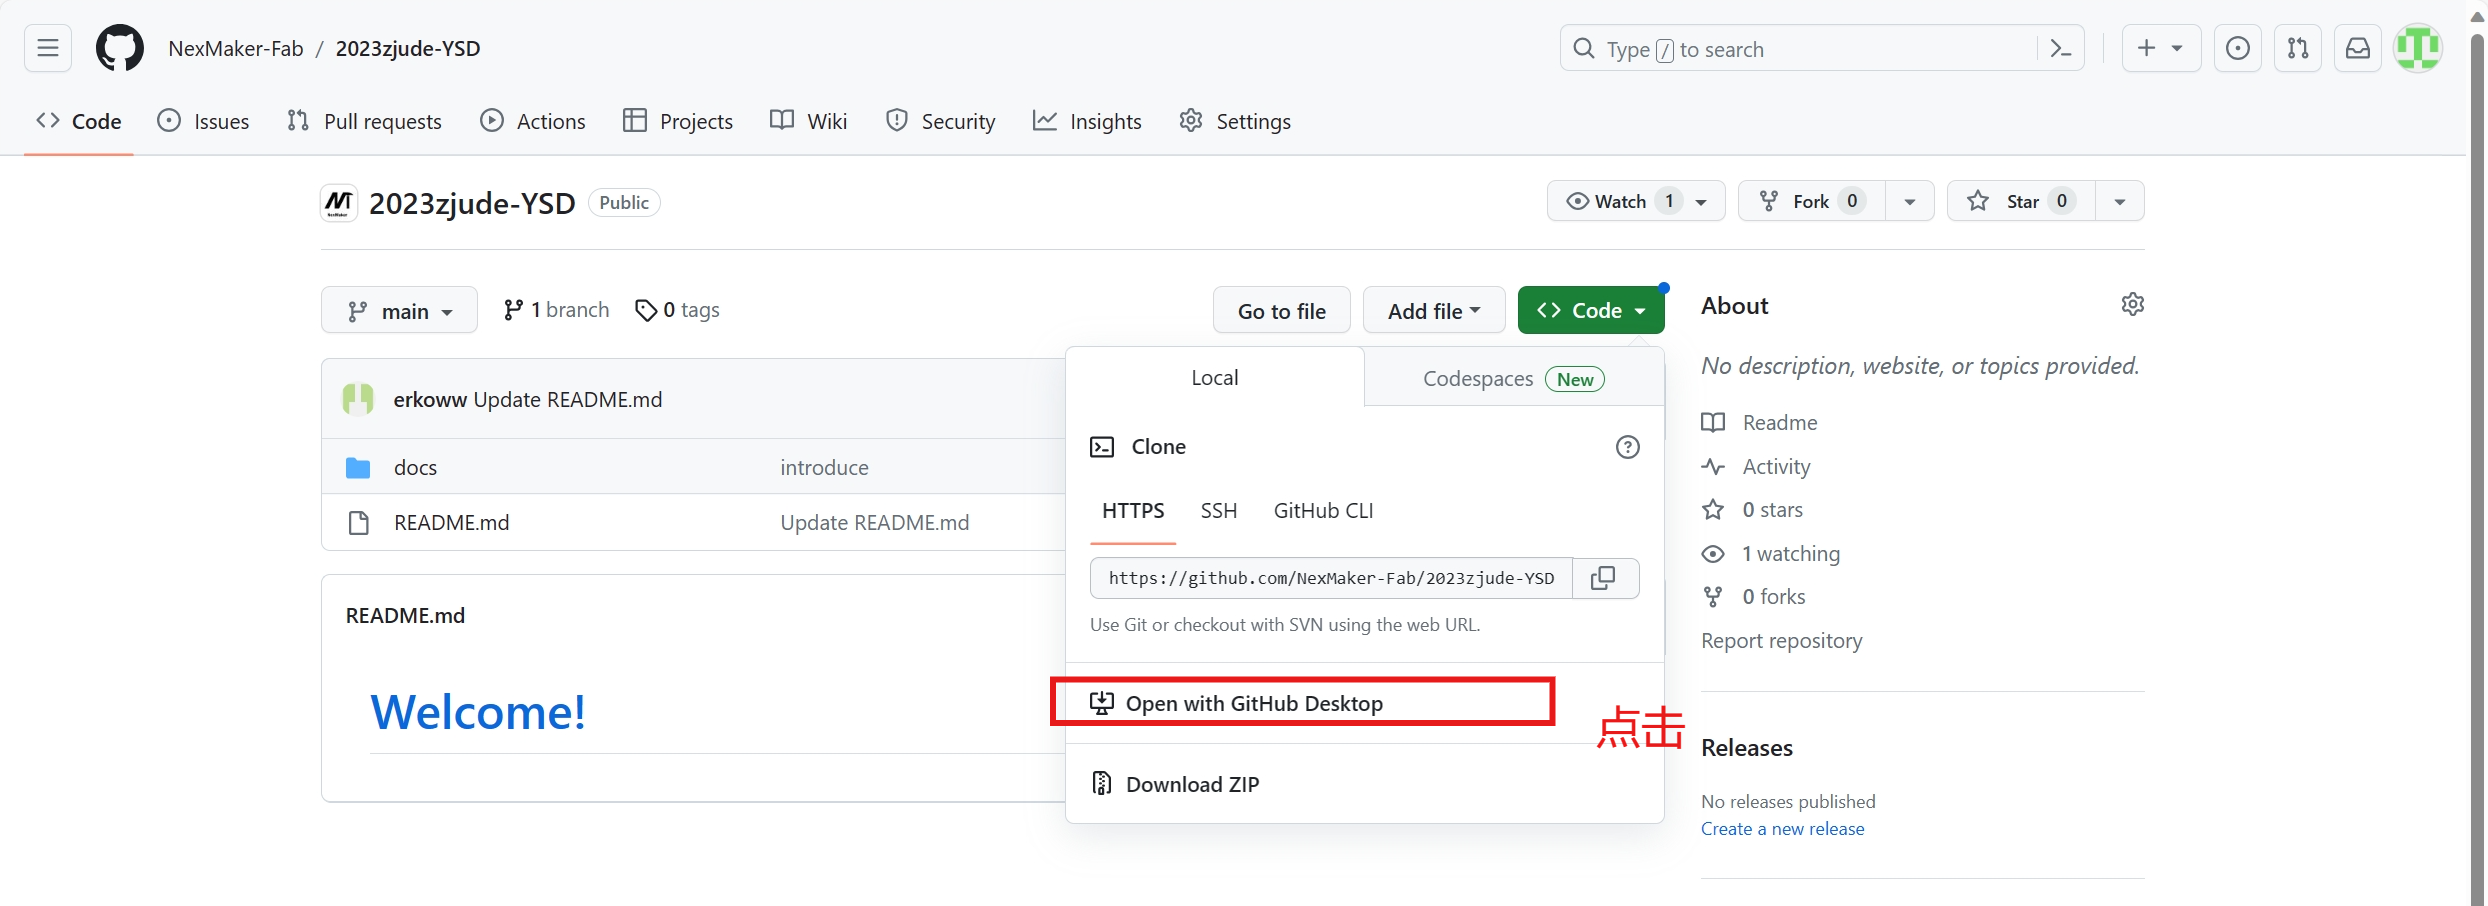 NexMaker-Fab / 2023zjude-YSD
Type / to search
Code Issues Pull requests Actions Projects Wiki Security Insights Settings
2023zjude-YSD Public
Watch 1 Fork 0 Star 0
main 1 branch 0 tags Go to file Add file Code
About
No description, website, or topics provided.
Local Codespaces New
erkoww Update README.md
Readme
Clone
docs introduce
Activity
HTTPS SSH GitHub CLI
0 stars
README.md Update README.md
1 watching
https://github.com/NexMaker-Fab/2023zjude-YSD
0 forks
README.md
Use Git or checkout with SVN using the web URL.
Report repository
Welcome!
Open with GitHub Desktop
点击
Releases
Download ZIP
No releases published
Create a new release